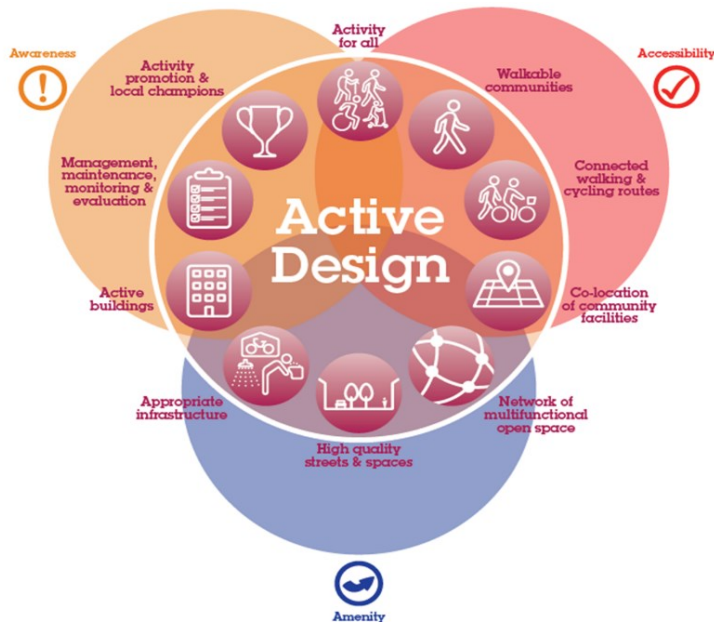 Activity
for all
Awareness
Accessibility
Activity
promotion &
local champions
Walkable
communities
Management,
maintenance,
monitoring &
evaluation
Connected
walking &
cycling routes
Active
Design
Active
buildings
Co-location
of community
facilities
Appropriate
infrastructure
Network of
multifunctional
open space
High quality
streets & spaces
Amenity